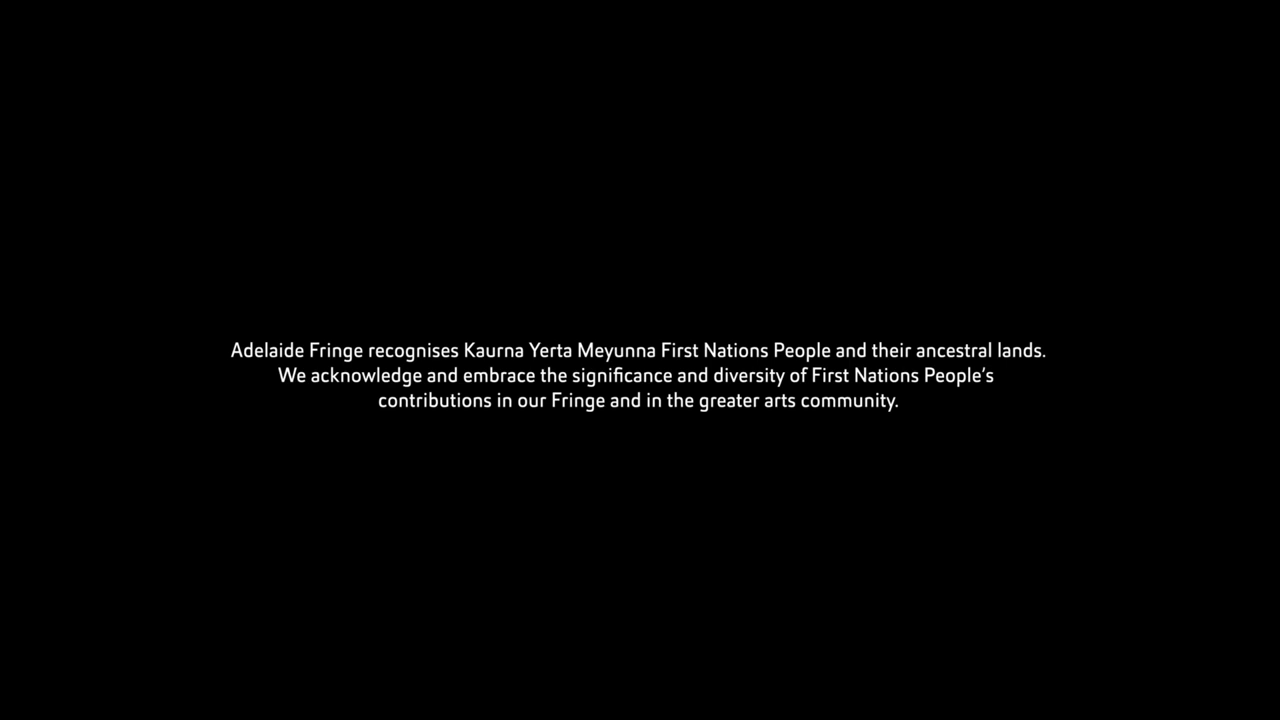 Adelaide Fringe recognises Kaurna Yerta Meyunna First Nations People and their ancestral lands.
We acknowledge and embrace the significance and diversity of First Nations People’s
contributions in our Fringe and in the greater arts community.